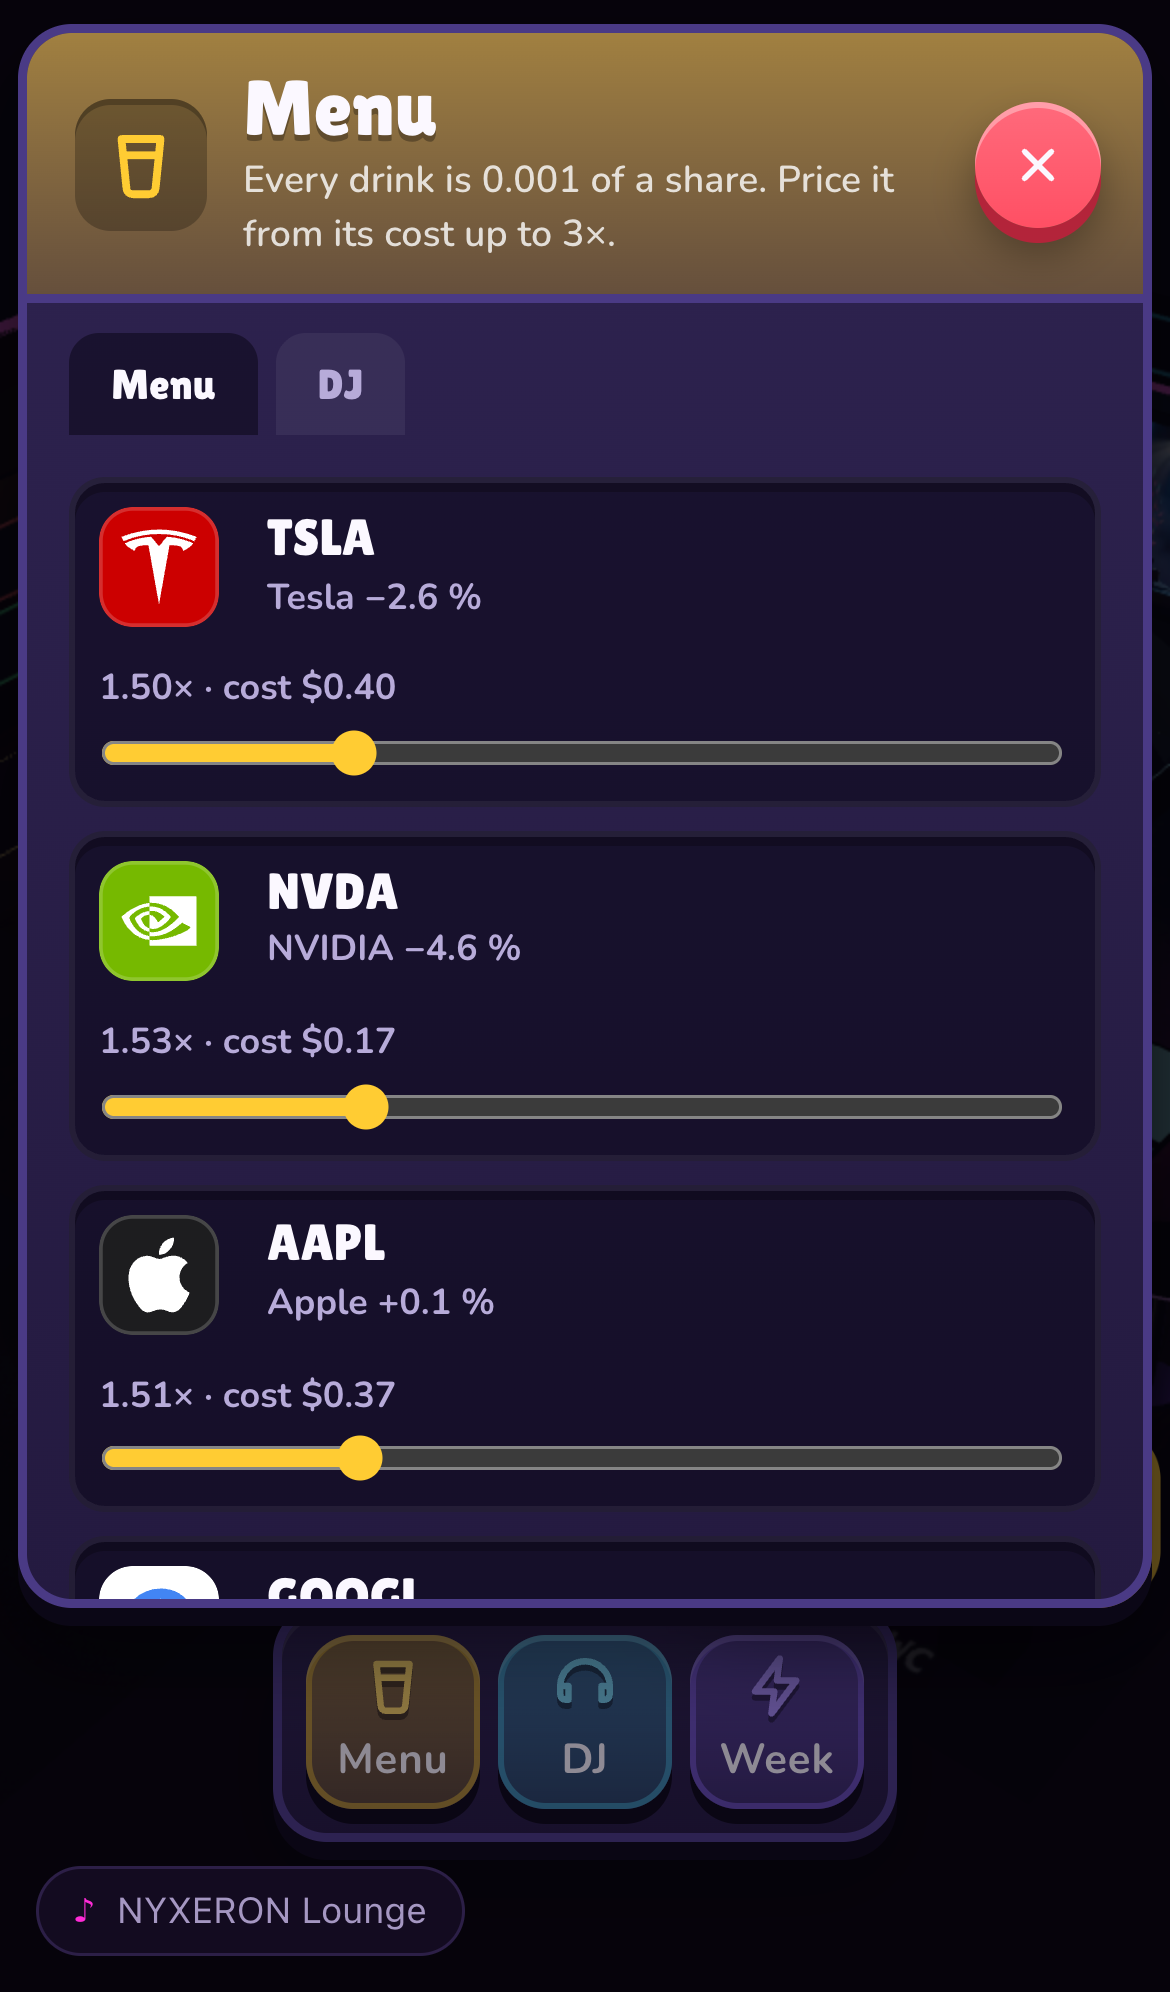 Menu
Every drink is 0.001 of a share. Price it
from its cost up to 3×.
Menu
DJ
TSLA
Tesla −2.6 %
1.50× · cost $0.40
NVDA
NVIDIA −4.6 %
1.53× · cost $0.17
AAPL
Apple +0.1 %
1.51× · cost $0.37
GOOGL
Menu
DJ
Week
NYXERON Lounge